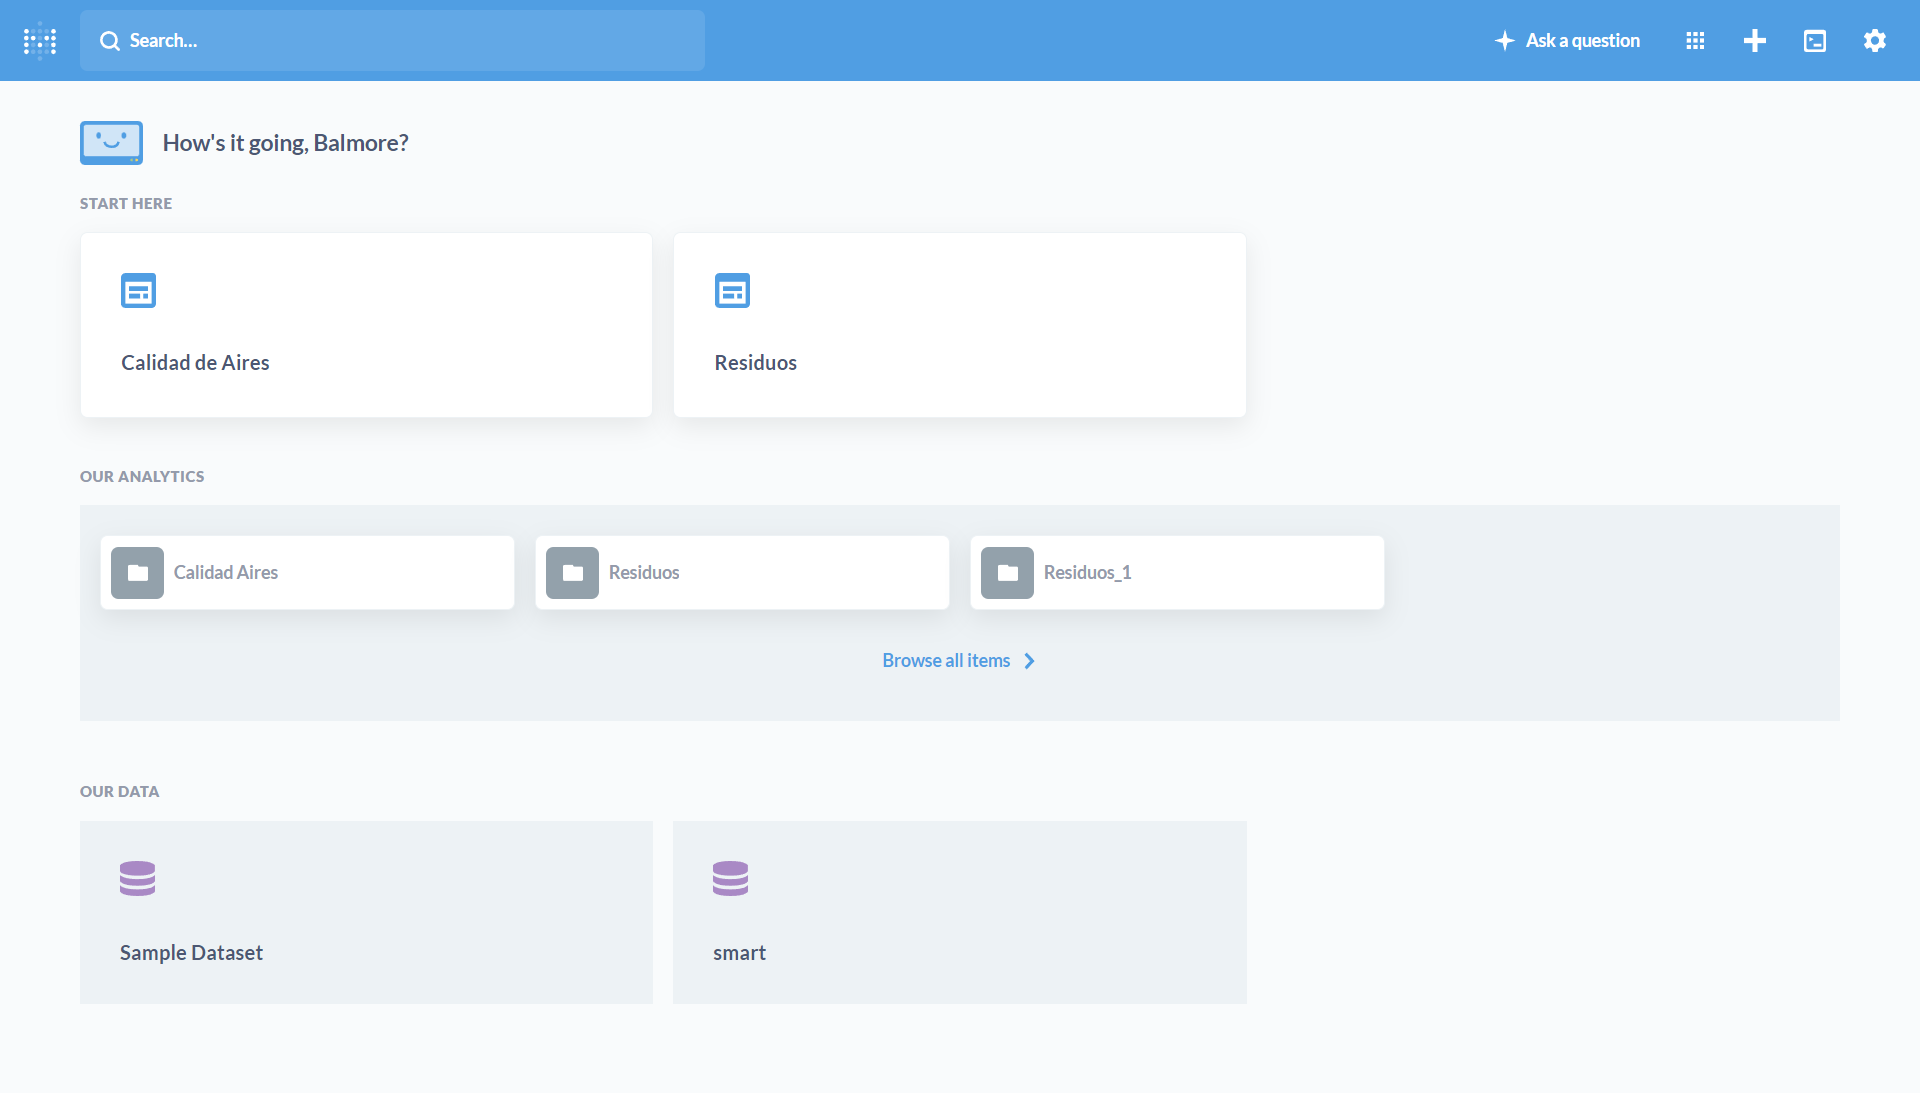 Search...
Ask a question
How's it going, Balmore?
START HERE
Calidad de Aires
Residuos
OUR ANALYTICS
Calidad Aires
Residuos
Residuos_1
Browse all items
OUR DATA
Sample Dataset
smart